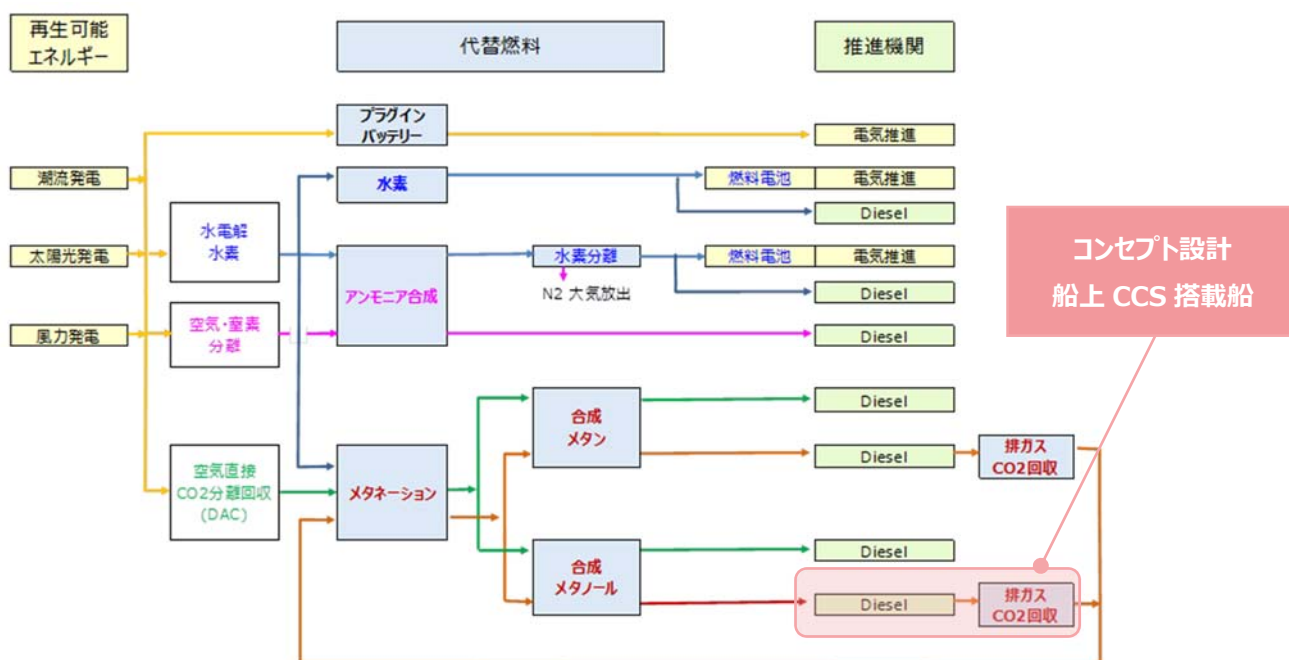 再生可能
エネルギー
代替燃料
推進機関
プラグイン
バッテリー
電気推進
潮流発電
水素
燃料電池
電気推進
Diesel
水電解
水素
太陽光発電
アンモニア合成
水素分離
燃料電池
電気推進
N2 大気放出
Diesel
コンセプト設計
船上 CCS 搭載船
風力発電
空気・窒素
分離
Diesel
合成
メタン
Diesel
Diesel
排ガス
CO2回収
空気直接
CO2分離回収
(DAC)
メタネーション
合成
メタノール
Diesel
Diesel
排ガス
CO2回収